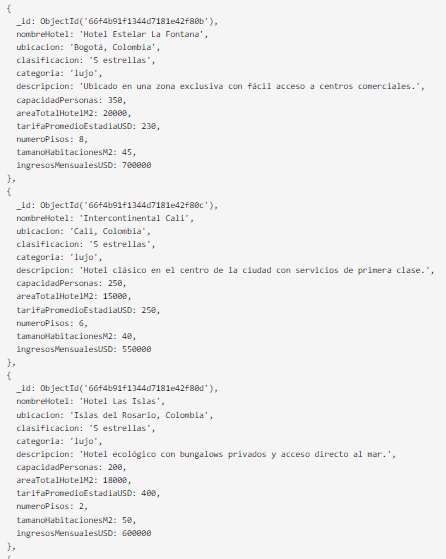 {
_id: ObjectId('66f4b91f1344d7181e42f80b'),
nombreHotel: 'Hotel Estelar La Fontana',
ubicacion: 'Bogotá, Colombia',
clasificacion: '5 estrellas',
categoria: 'lujo',
descripcion: 'Ubicado en una zona exclusiva con fácil acceso a centros comerciales.',
capacidadPersonas: 350,
areaTotalHotelM2: 20000,
tarifaPromedioEstadiaUSD: 230,
numeroPisos: 8,
tamanoHabitacionesM2: 45,
ingresosMensualesUSD: 700000
},
{
_id: ObjectId('66f4b91f1344d7181e42f80c'),
nombreHotel: 'Intercontinental Cali',
ubicacion: 'Cali, Colombia',
clasificacion: '5 estrellas',
categoria: 'lujo',
descripcion: 'Hotel clásico en el centro de la ciudad con servicios de primera clase.',
capacidadPersonas: 250,
areaTotalHotelM2: 15000,
tarifaPromedioEstadiaUSD: 250,
numeroPisos: 6,
tamanoHabitacionesM2: 40,
ingresosMensualesUSD: 550000
},
{
_id: ObjectId('66f4b91f1344d7181e42f80d'),
nombreHotel: 'Hotel Las Islas',
ubicacion: 'Islas del Rosario, Colombia',
clasificacion: '5 estrellas',
categoria: 'lujo',
descripcion: 'Hotel ecológico con bungalows privados y acceso directo al mar.',
capacidadPersonas: 200,
areaTotalHotelM2: 18000,
tarifaPromedioEstadiaUSD: 400,
numeroPisos: 2,
tamanoHabitacionesM2: 50,
ingresosMensualesUSD: 600000
},
{